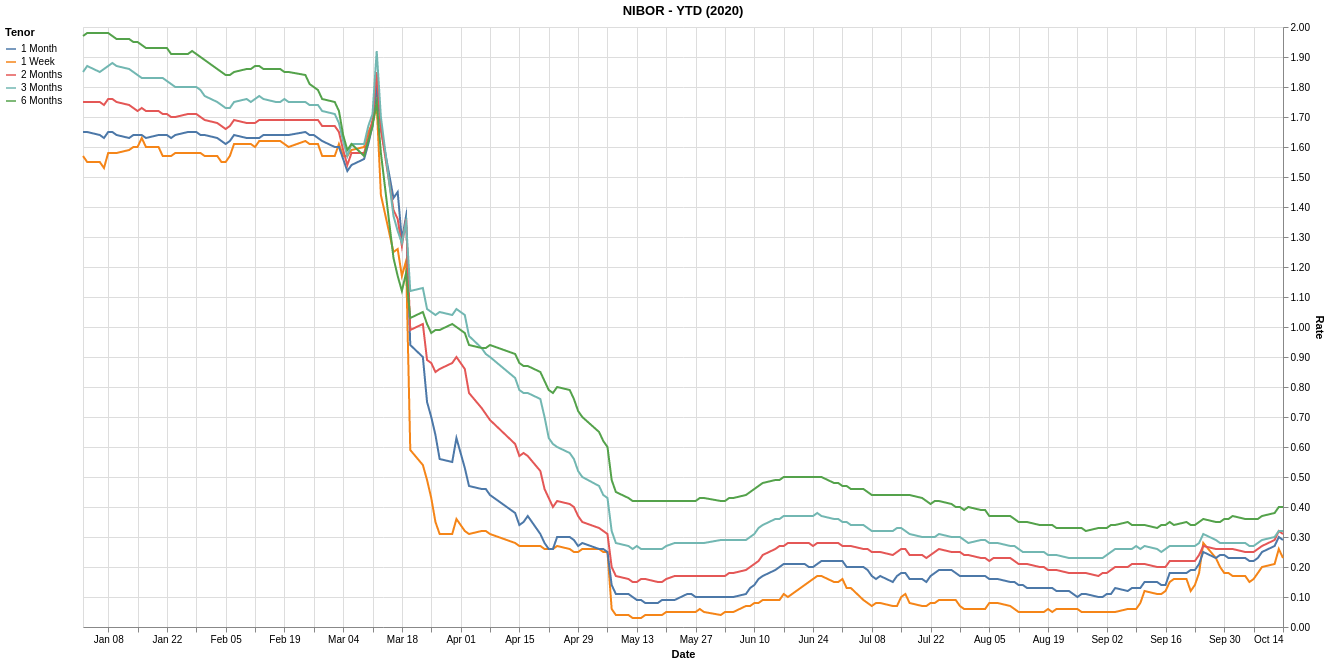 NIBOR - YTD (2020)
Tenor
1 Month
1 Week
2 Months
3 Months
6 Months
2.00
1.90
1.80
1.70
1.60
1.50
1.40
1.30
1.20
1.10
1.00
0.90
0.80
0.70
0.60
0.50
0.40
0.30
0.20
0.10
0.00
Rate
Jan 08 Jan 22 Feb 05 Feb 19 Mar 04 Mar 18 Apr 01 Apr 15 Apr 29 May 13 May 27 Jun 10 Jun 24 Jul 08 Jul 22 Aug 05 Aug 19 Sep 02 Sep 16 Sep 30 Oct 14
Date